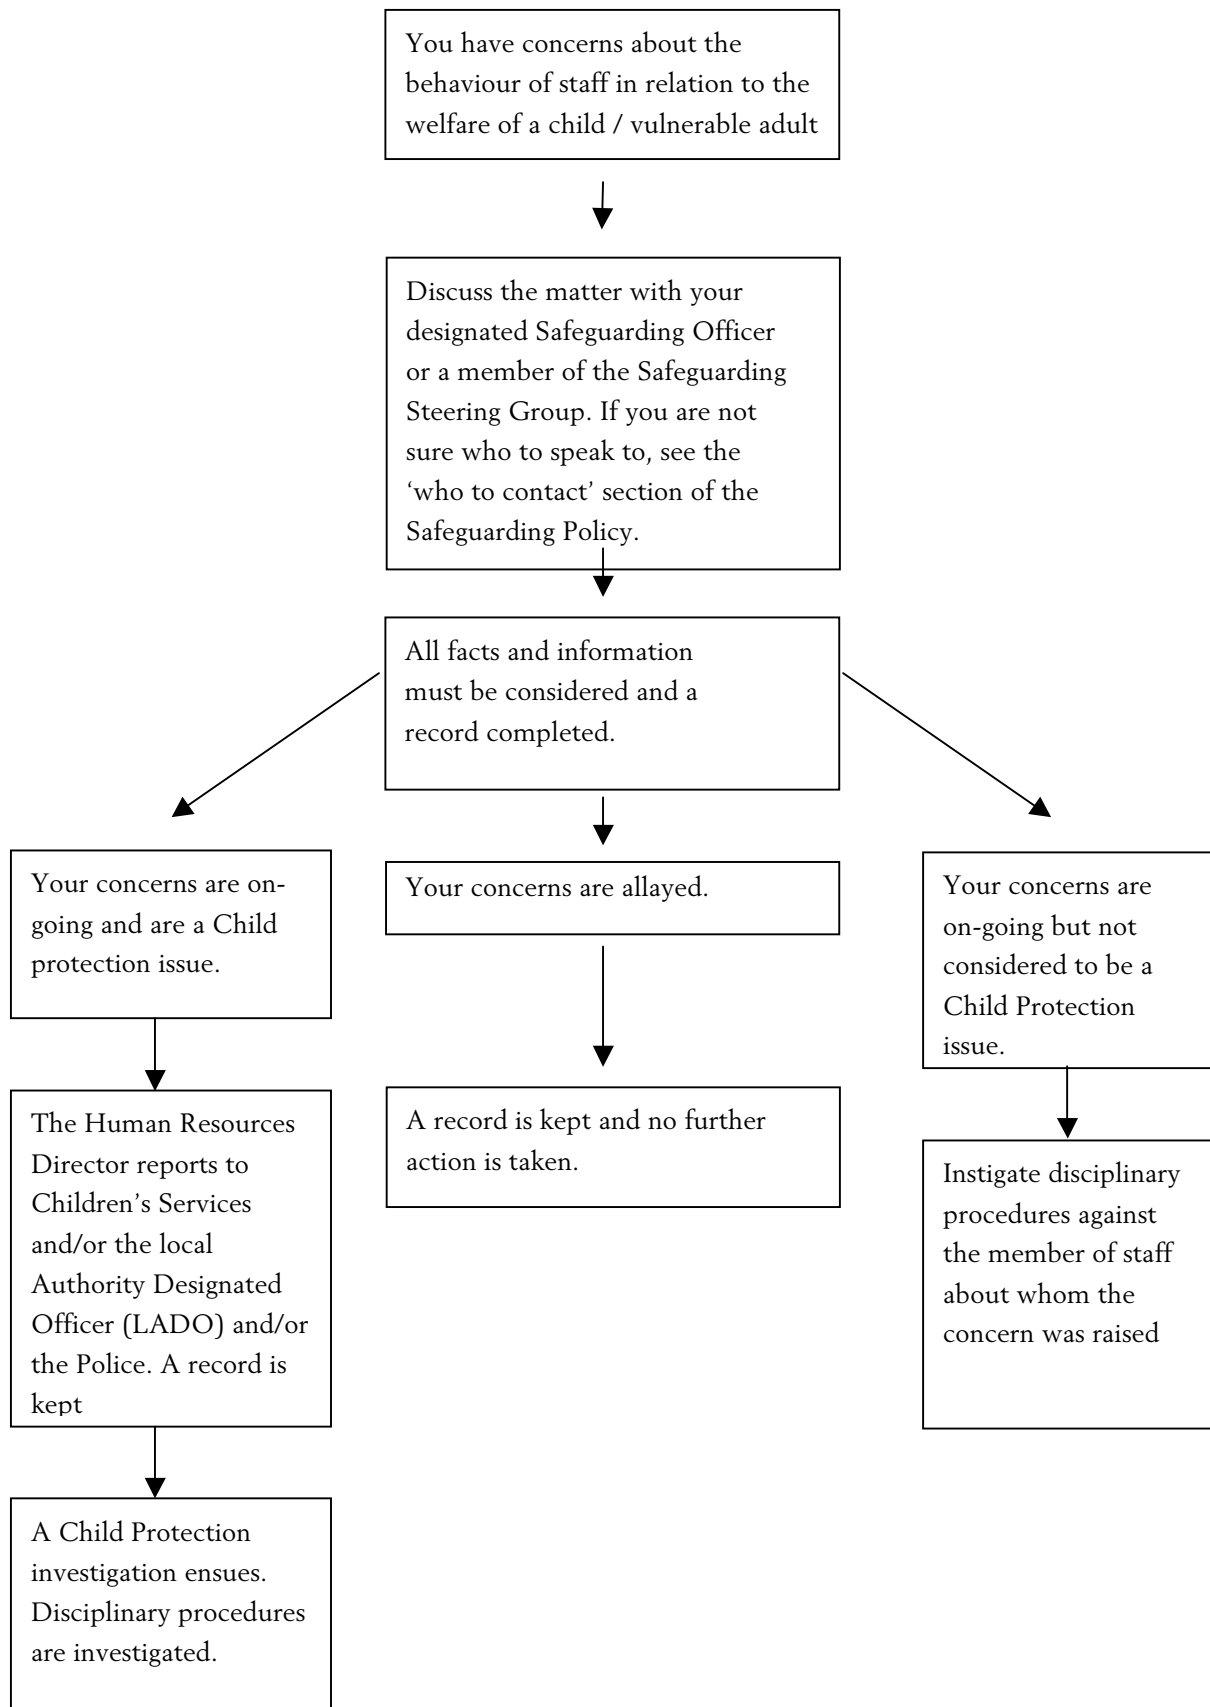 You have concerns about the
behaviour of staff in relation to the
welfare of a child / vulnerable adult
Discuss the matter with your
designated Safeguarding Officer
or a member of the Safeguarding
Steering Group. If you are not
sure who to speak to, see the
‘who to contact’ section of the
Safeguarding Policy.
All facts and information
must be considered and a
record completed.
Your concerns are on-
going and are a Child
protection issue.
The Human Resources
Director reports to
Children’s Services
and/or the local
Authority Designated
Officer (LADO) and/or
the Police. A record is
kept
A Child Protection
investigation ensues.
Disciplinary procedures
are investigated.
Your concerns are allayed.
A record is kept and no further
action is taken.
Your concerns are
on-going but not
considered to be a
Child Protection
issue.
Instigate disciplinary
procedures against
the member of staff
about whom the
concern was raised